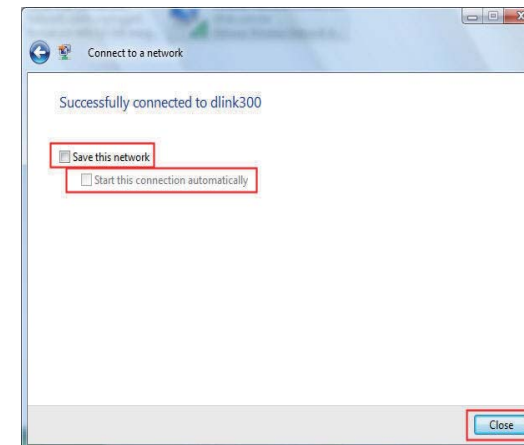 Connect to a network
Successfully connected to dlink300
Save this network
Start this connection automatically
Close